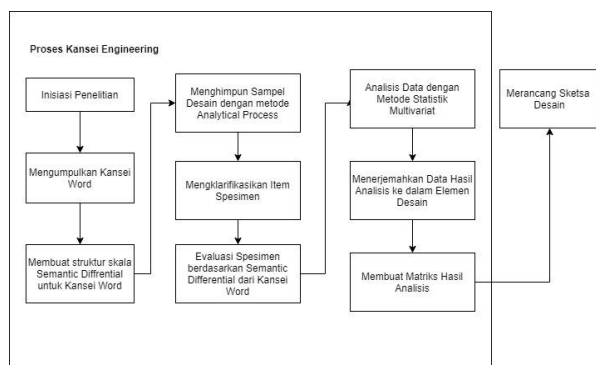 Proses Kansei Engineering
Inisiasi Penelitian
Mengumpulkan Kansei
Word
Membuat struktur skala
Semantic Diffrential
untuk Kansei Word
Menghimpun Sampel
Desain dengan metode
Analytical Process
Mengklarifikasikan Item
Spesimen
Evaluasi Spesimen
berdasarkan Semantic
Differential dari Kansei
Word
Analisis Data dengan
Metode Statistik
Multivariat
Menerjemahkan Data Hasil
Analisis ke dalam Elemen
Desain
Membuat Matriks Hasil
Analisis
Merancang Sketsa
Desain